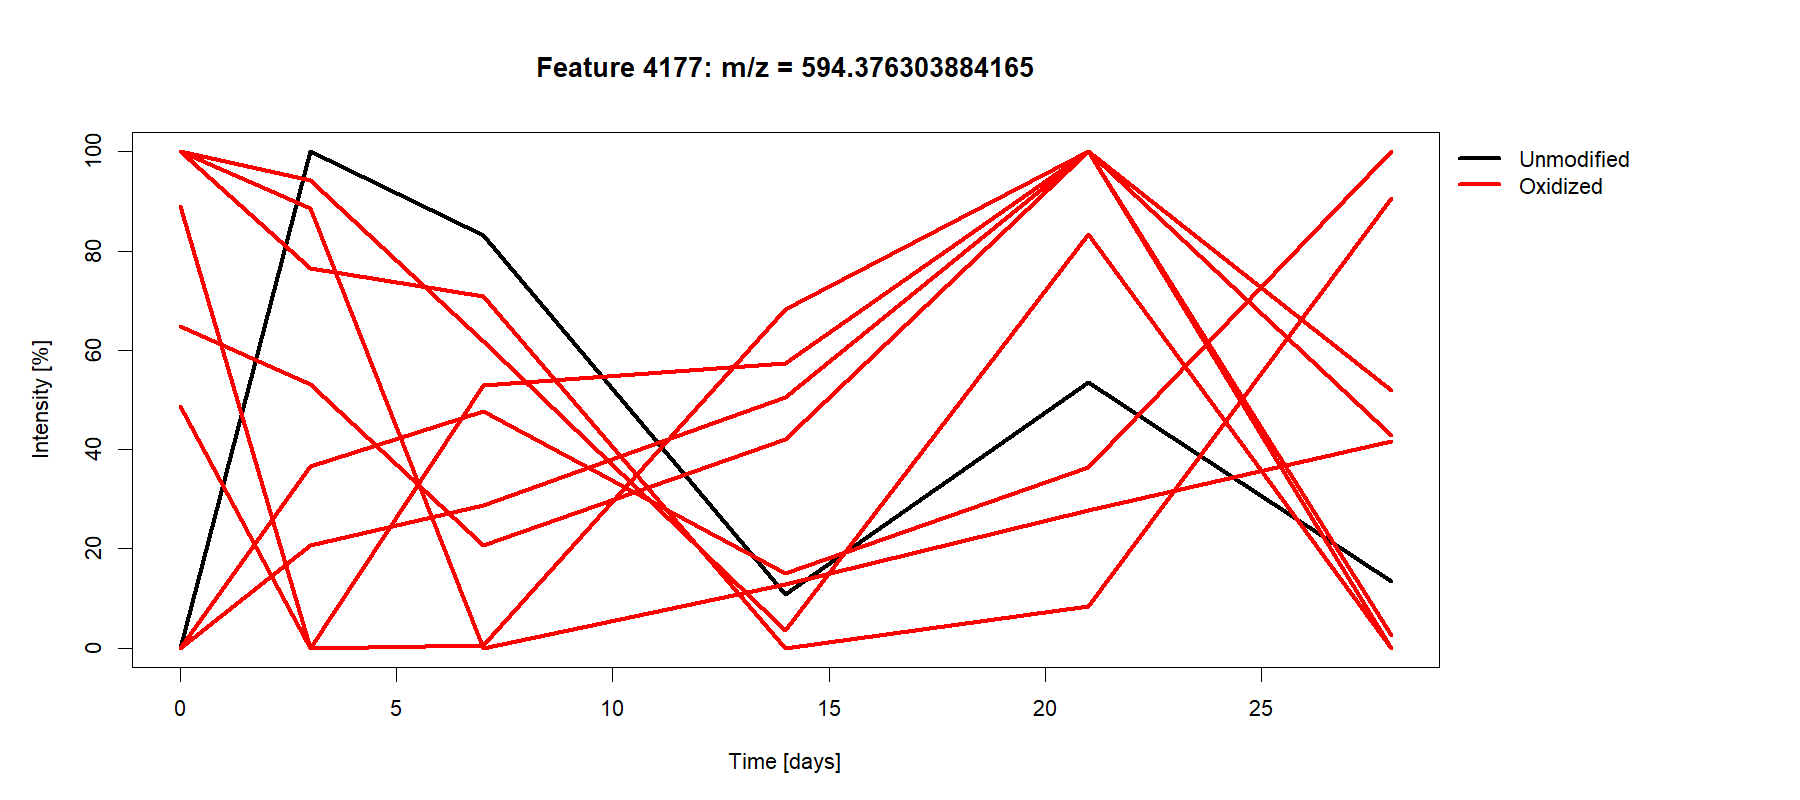 Feature 4177: m/z = 594.376303884165
Unmodified
Oxidized
Intensity [%]
100
80
60
40
20
0
0 5 10 15 20 25
Time [days]